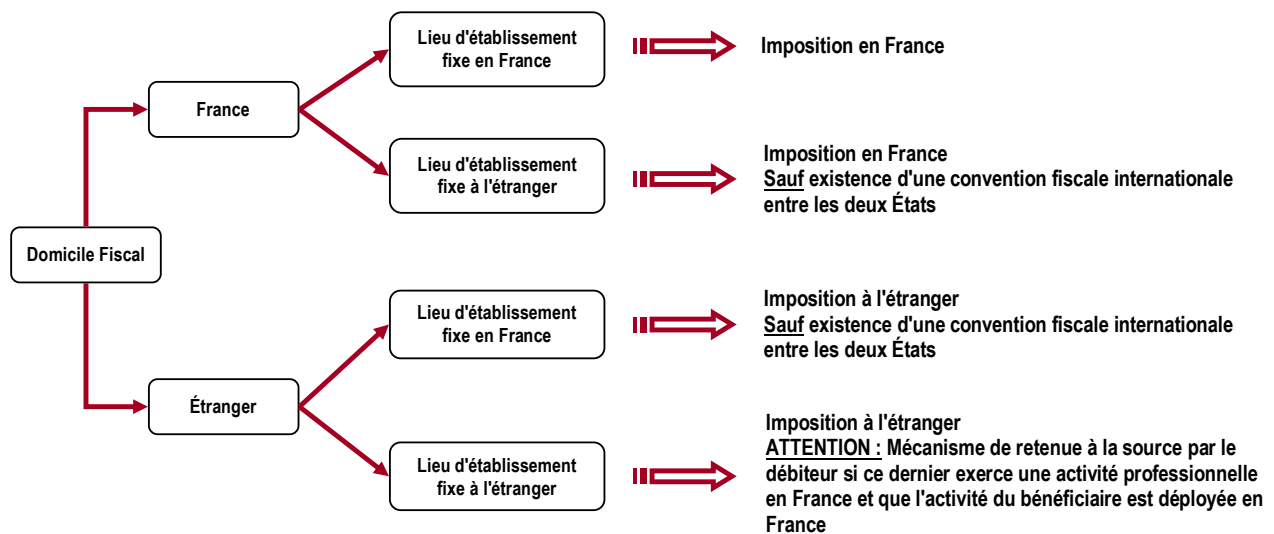 Lieu d'établissement
fixe en France
Imposition en France
France
Lieu d'établissement
fixe à l'étranger
Imposition en France
Sauf existence d'une convention fiscale internationale
entre les deux États
Domicile Fiscal
Lieu d'établissement
fixe en France
Imposition à l'étranger
Sauf existence d'une convention fiscale internationale
entre les deux États
Étranger
Lieu d'établissement
fixe à l'étranger
Imposition à l'étranger
ATTENTION : Mécanisme de retenue à la source par le
débiteur si ce dernier exerce une activité professionnelle
en France et que l'activité du bénéficiaire est déployée en
France